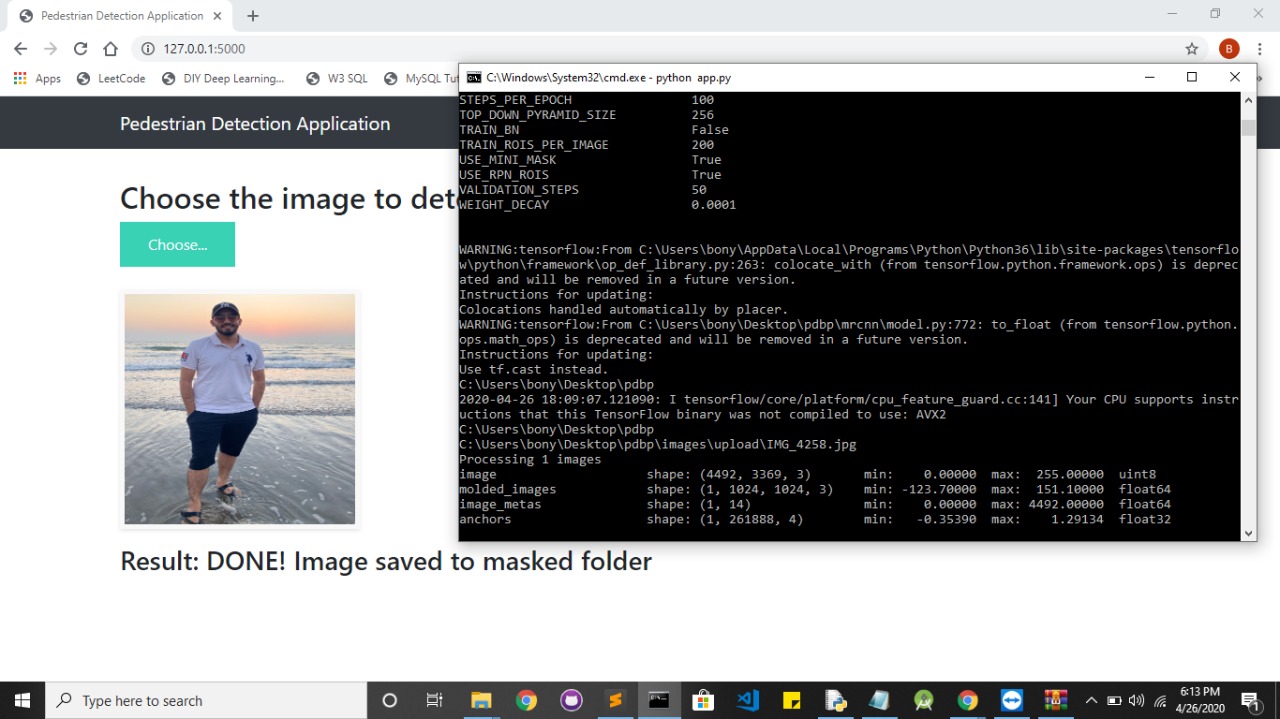 Pedestrian Detection Application
127.0.0.1:5000
B
Apps
LeetCode
DIY Deep Learning...
W3 SQL
MySQL Tut
C:\Windows\System32\cmd.exe - python  app.py
Pedestrian Detection Application
Choose the image to det
Choose...
STEPS_PER_EPOCH                100
TOP_DOWN_PYRAMID_SIZE          256
TRAIN_BN                       False
TRAIN_ROIS_PER_IMAGE           200
USE_MINI_MASK                  True
USE_RPN_ROIS                   True
VALIDATION_STEPS               50
WEIGHT_DECAY                   0.0001
WARNING:tensorflow:From C:\Users\bony\AppData\Local\Programs\Python\Python36\lib\site-packages\tensorflo
w\python\framework\op_def_library.py:263: colocate_with (from tensorflow.python.framework.ops) is deprec
ated and will be removed in a future version.
Instructions for updating:
Colocations handled automatically by placer.
WARNING:tensorflow:From C:\Users\bony\Desktop\pdbp\mrcnn\model.py:772: to_float (from tensorflow.python.
ops.math_ops) is deprecated and will be removed in a future version.
Instructions for updating:
Use tf.cast instead.
C:\Users\bony\Desktop\pdbp
2020-04-26 18:09:07.121090: I tensorflow/core/platform/cpu_feature_guard.cc:141] Your CPU supports instr
uctions that this TensorFlow binary was not compiled to use: AVX2
C:\Users\bony\Desktop\pdbp
C:\Users\bony\Desktop\pdbp\images\upload\IMG_4258.jpg
Processing 1 images
image                    shape: (4492, 3369, 3)       min:    0.00000  max:  255.00000  uint8
molded_images            shape: (1, 1024, 1024, 3)    min: -123.70000  max:  151.10000  float64
image_metas              shape: (1, 14)               min:    0.00000  max: 4492.00000  float64
anchors                  shape: (1, 261888, 4)        min:   -0.35390  max:    1.29134  float32
Result: DONE! Image saved to masked folder
Type here to search
6:13 PM
4/26/2020
1